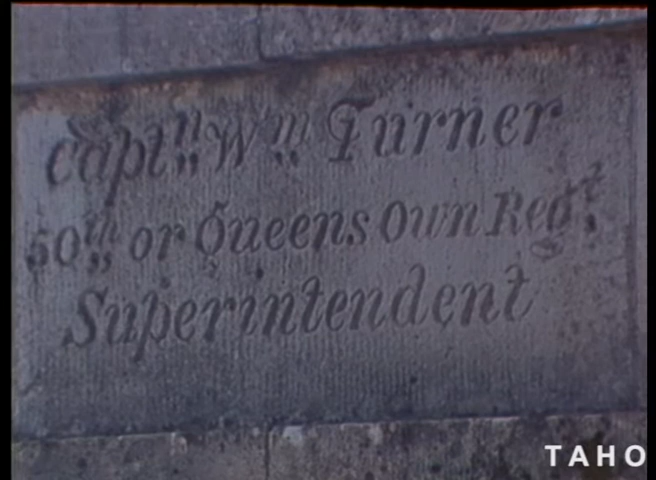 Captn Wm Turner
50th or Queens Own Regt
Superintendent
TAHO